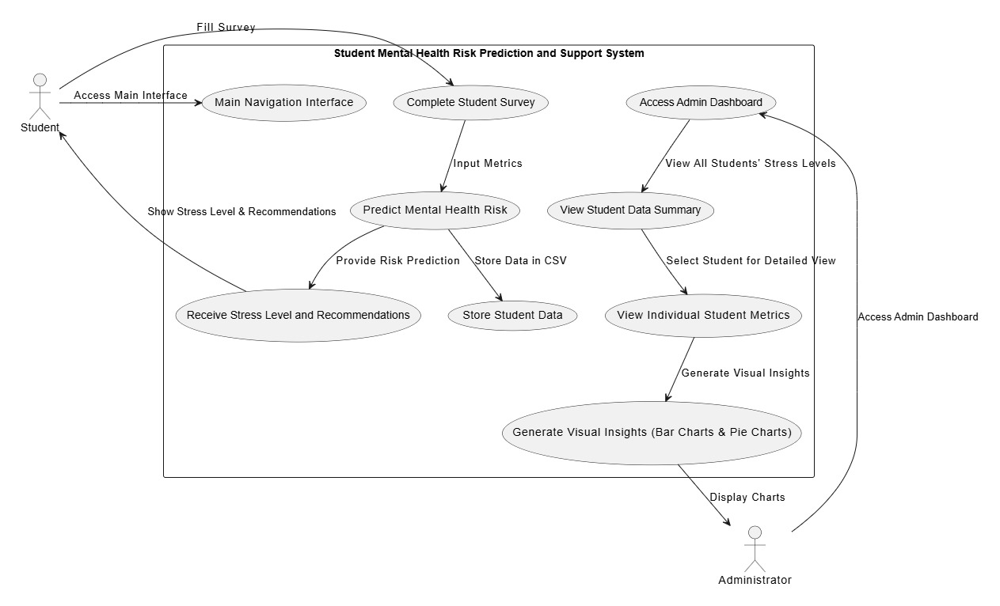 Fill Survey
Student Mental Health Risk Prediction and Support System
Access Main Interface
Main Navigation Interface
Complete Student Survey
Access Admin Dashboard
Student
Input Metrics
View All Students' Stress Levels
Show Stress Level & Recommendations
Predict Mental Health Risk
View Student Data Summary
Provide Risk Prediction
Store Data in CSV
Select Student for Detailed View
Receive Stress Level and Recommendations
Store Student Data
View Individual Student Metrics
Access Admin Dashboard
Generate Visual Insights
Generate Visual Insights (Bar Charts & Pie Charts)
Display Charts
Administrator